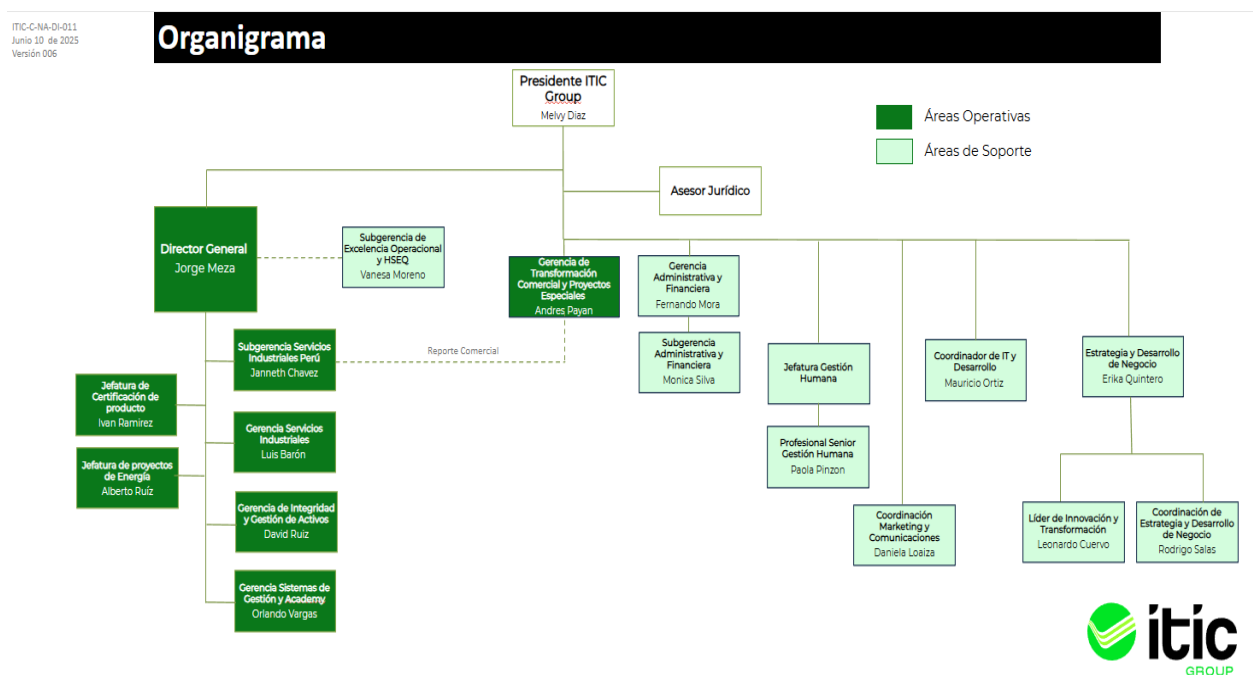 ITIC-C-NA-DI-011
Junio 10 de 2025
Versión 006
Organigrama
Presidente ITIC
Group
Melvy Diaz
Áreas Operativas
Áreas de Soporte
Asesor Jurídico
Director General
Jorge Meza
Subgerencia de
Excelencia Operacional
y HSEQ
Vanesa Moreno
Gerencia de
Transformación
Comercial y Proyectos
Especiales
Andres Payan
Gerencia
Administrativa y
Financiera
Fernando Mora
Subgerencia Servicios
Industriales Perú
Janneth Chavez
Reporte Comercial
Subgerencia
Administrativa y
Financiera
Monica Silva
Jefatura Gestión
Humana
Coordinador de IT y
Desarrollo
Mauricio Ortiz
Estrategia y Desarrollo
de Negocio
Erika Quintero
Jefatura de
Certificación de
producto
Ivan Ramirez
Gerencia Servicios
Industriales
Luis Barón
Profesional Senior
Gestión Humana
Paola Pinzon
Jefatura de proyectos
de Energía
Alberto Ruíz
Gerencia de Integridad
y Gestión de Activos
David Ruiz
Coordinación
Marketing y
Comunicaciones
Daniela Loaiza
Líder de Innovación y
Transformación
Leonardo Cuervo
Coordinación de
Estrategia y Desarrollo
de Negocio
Rodrigo Salas
Gerencia Sistemas de
Gestión y Academy
Orlando Vargas
itic
GROUP